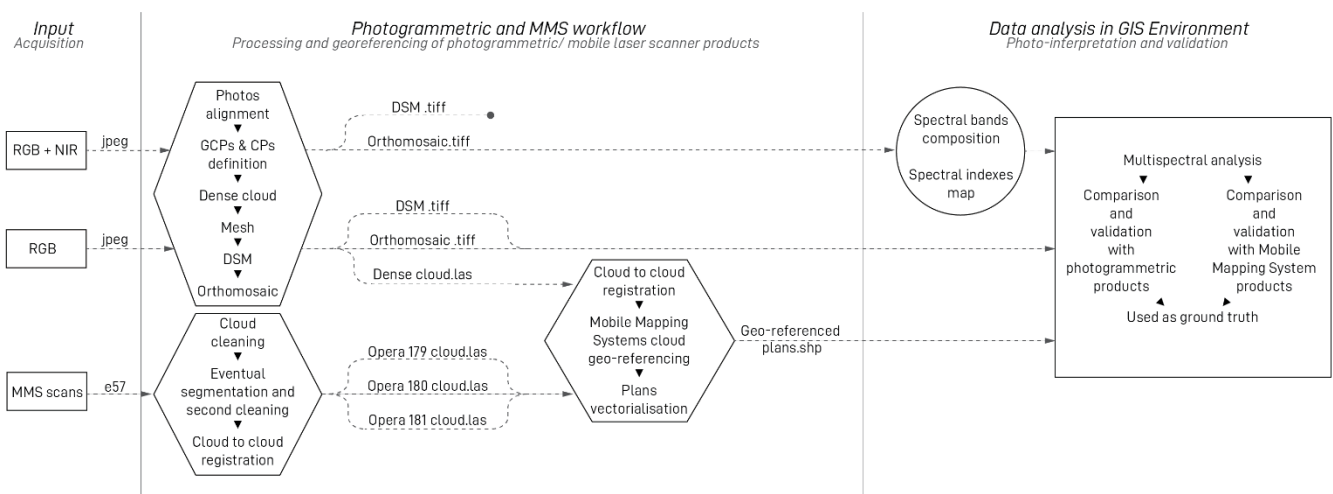 Input
Acquisition
Photogrammetric and MMS workflow
Processing and georeferencing of photogrammetric/ mobile laser scanner products
Data analysis in GIS Environment
Photo-interpretation and validation
RGB + NIR
jpeg
RGB
jpeg
MMS scans
e57
Photos
alignment
GCPs & CPs
definition
Dense cloud
Mesh
DSM
Orthomosaic
DSM .tiff
Orthomosaic.tiff
DSM .tiff
Orthomosaic .tiff
Dense cloud.las
Cloud
cleaning
Eventual
segmentation and
second cleaning
Cloud to cloud
registration
Opera 179 cloud.las
Opera 180 cloud.las
Opera 181 cloud.las
Cloud to cloud
registration
Mobile Mapping
Systems cloud
geo-referencing
Plans
vectorialisation
Geo-referenced
plans.shp
Spectral bands
composition
Spectral indexes
map
Multispectral analysis
Comparison
and
validation
with
photogrammetric
products
Comparison
and
validation
with Mobile
Mapping System
products
Used as ground truth